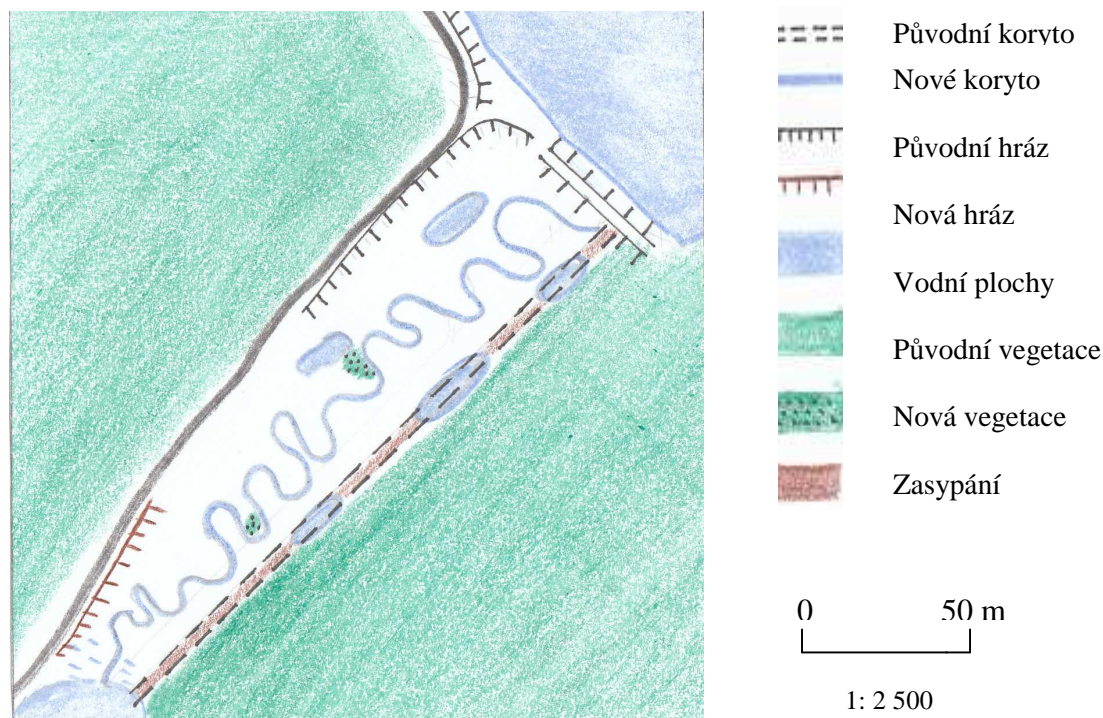 Původní koryto
Nové koryto
Původní hráz
Nová hráz
Vodní plochy
Původní vegetace
Nová vegetace
Zasypání
0 50 m
1: 2 500